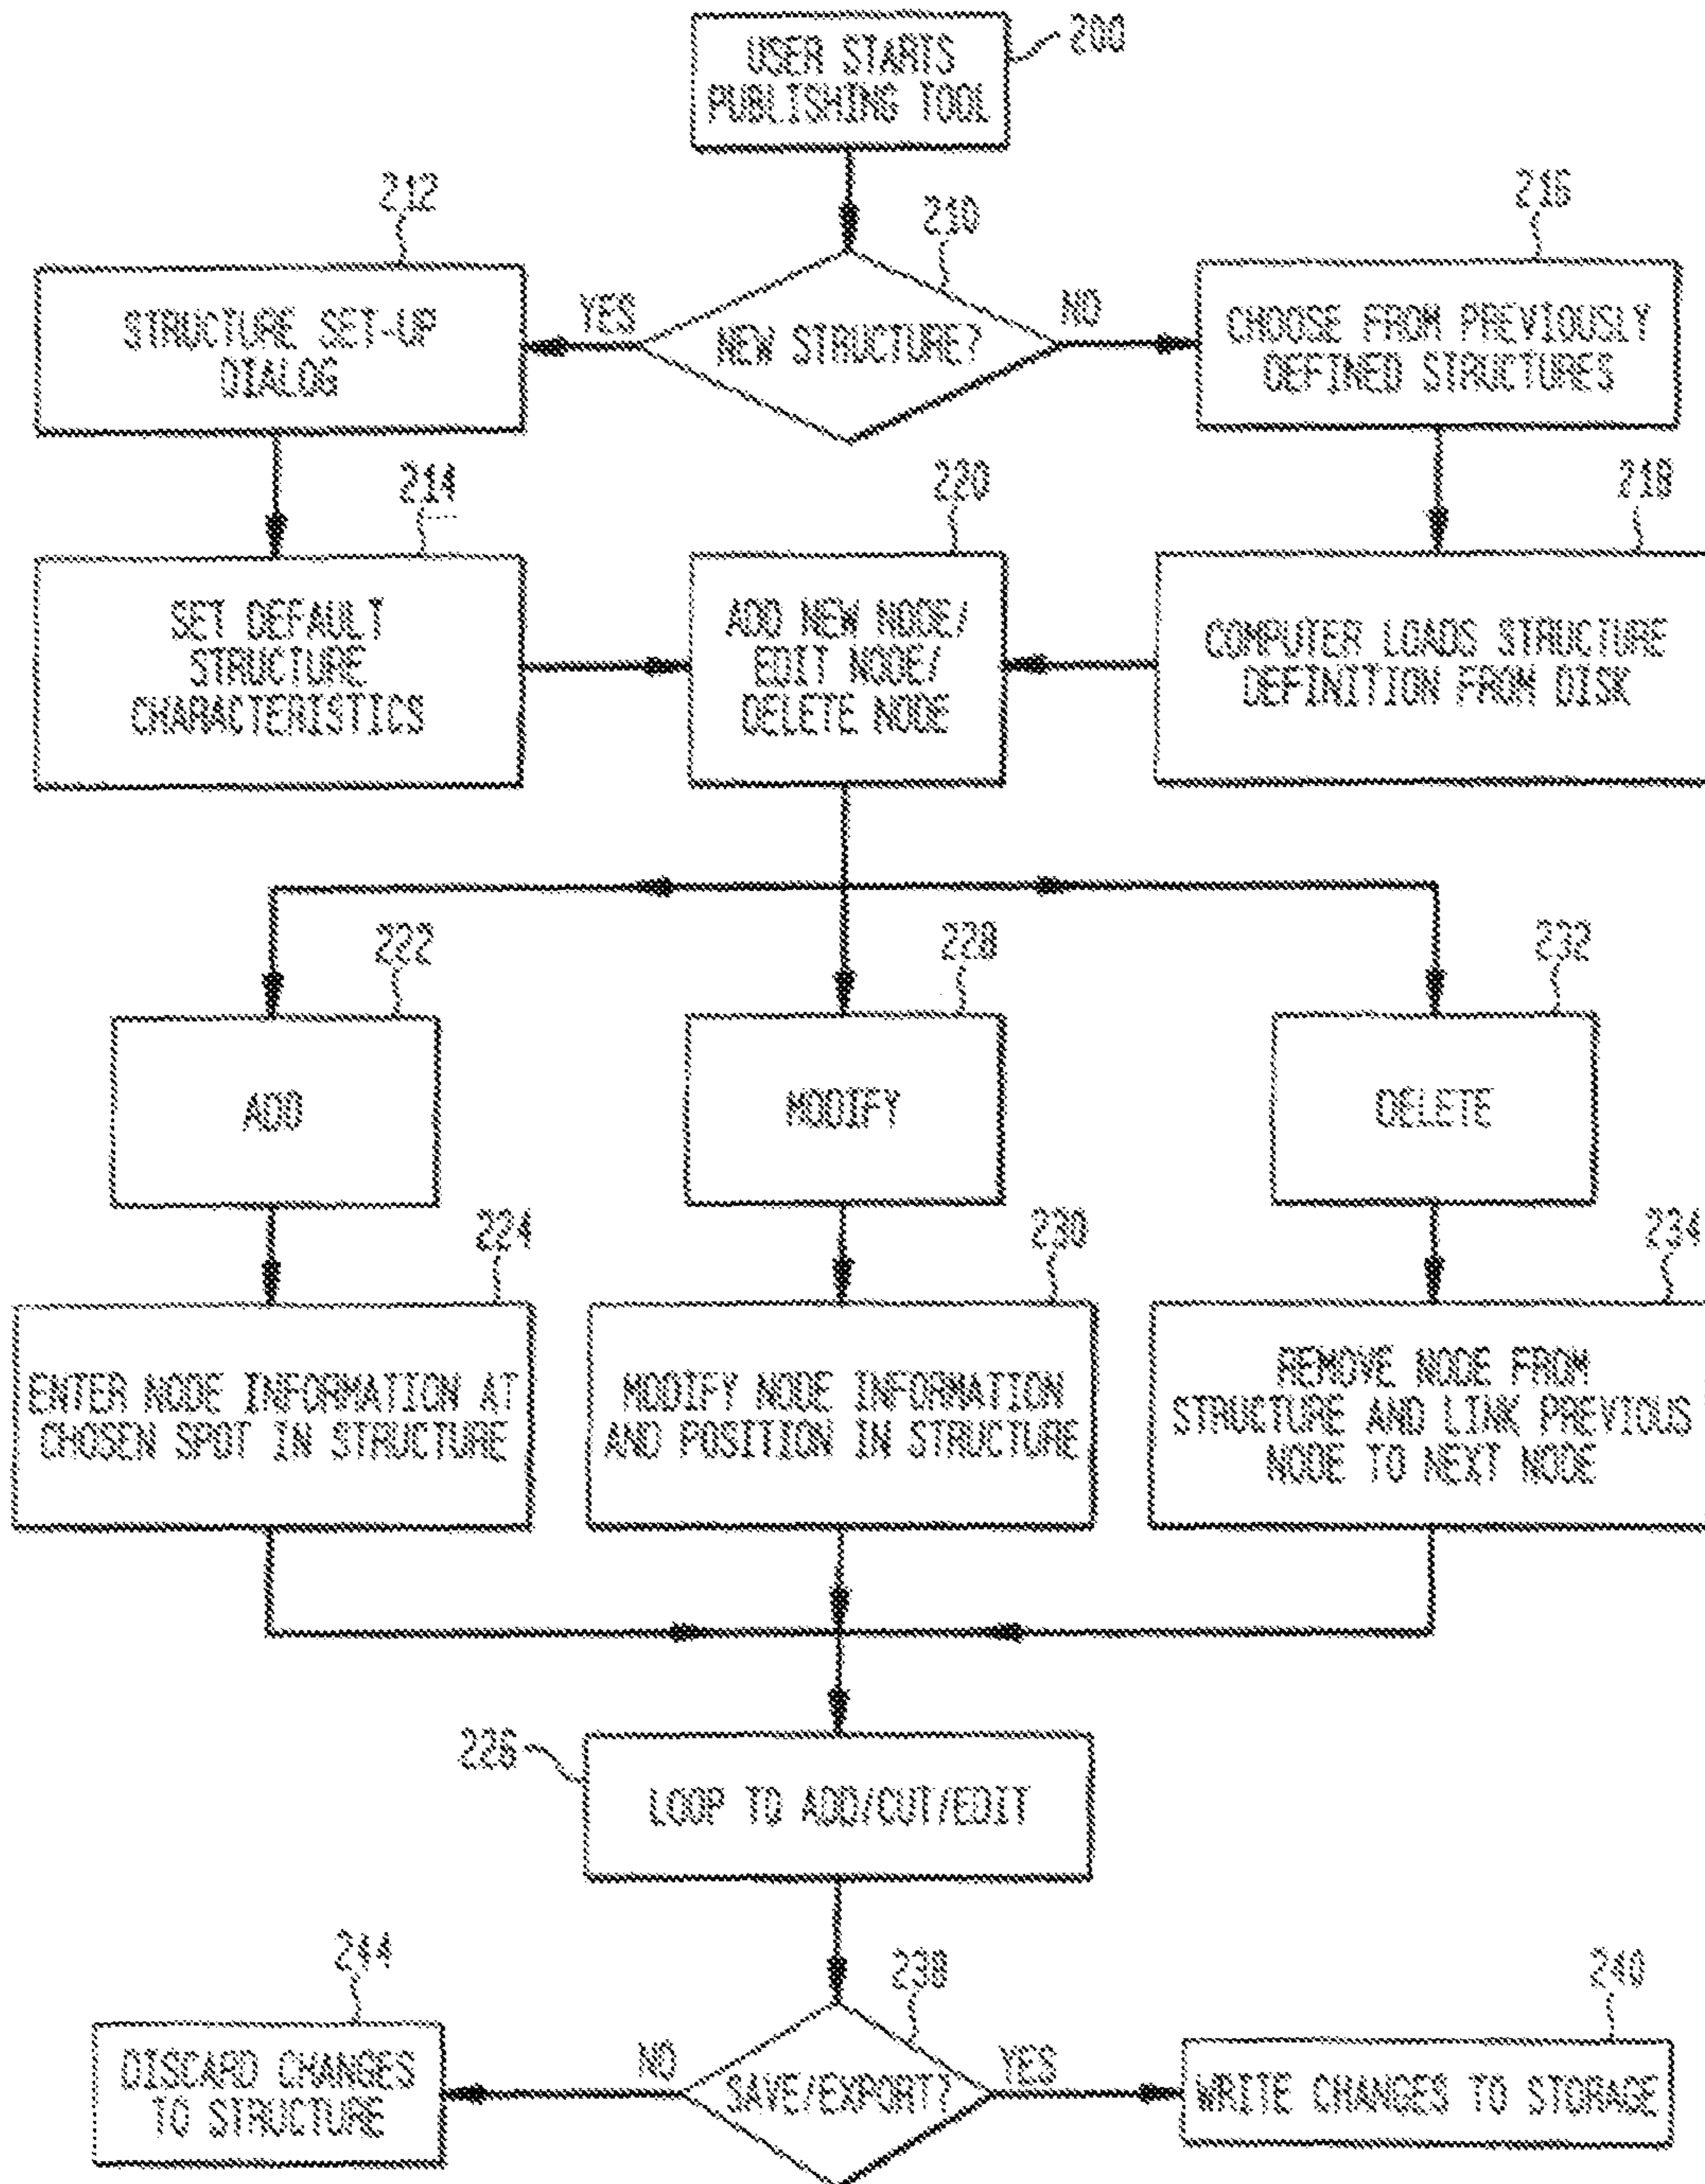 USER STARTS
PUBLISHING TOOL
200
210
NEW STRUCTURE?
YES
NO
212
STRUCTURE SET-UP
DIALOG
216
CHOOSE FROM PREVIOUSLY
DEFINED STRUCTURES
214
SET DEFAULT
STRUCTURE
CHARACTERISTICS
220
ADD NEW NODE/
EDIT NODE/
DELETE NODE
218
COMPUTER LOADS STRUCTURE
DEFINITION FROM DISK
222
ADD
228
MODIFY
232
DELETE
224
ENTER NODE INFORMATION AT
CHOSEN SPOT IN STRUCTURE
230
MODIFY NODE INFORMATION
AND POSITION IN STRUCTURE
234
REMOVE NODE FROM
STRUCTURE AND LINK PREVIOUS
NODE TO NEXT NODE
226
LOOP TO ADD/CUT/EDIT
238
SAVE/EXPORT?
NO
YES
244
DISCARD CHANGES
TO STRUCTURE
240
WRITE CHANGES TO STORAGE